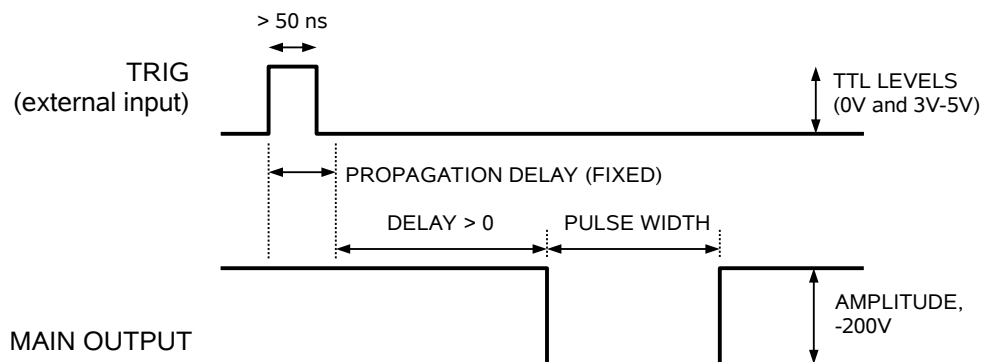 > 50 ns
TRIG
(external input)
TTL LEVELS
(0V and 3V-5V)
PROPAGATION DELAY (FIXED)
DELAY > 0
PULSE WIDTH
AMPLITUDE,
-200V
MAIN OUTPUT